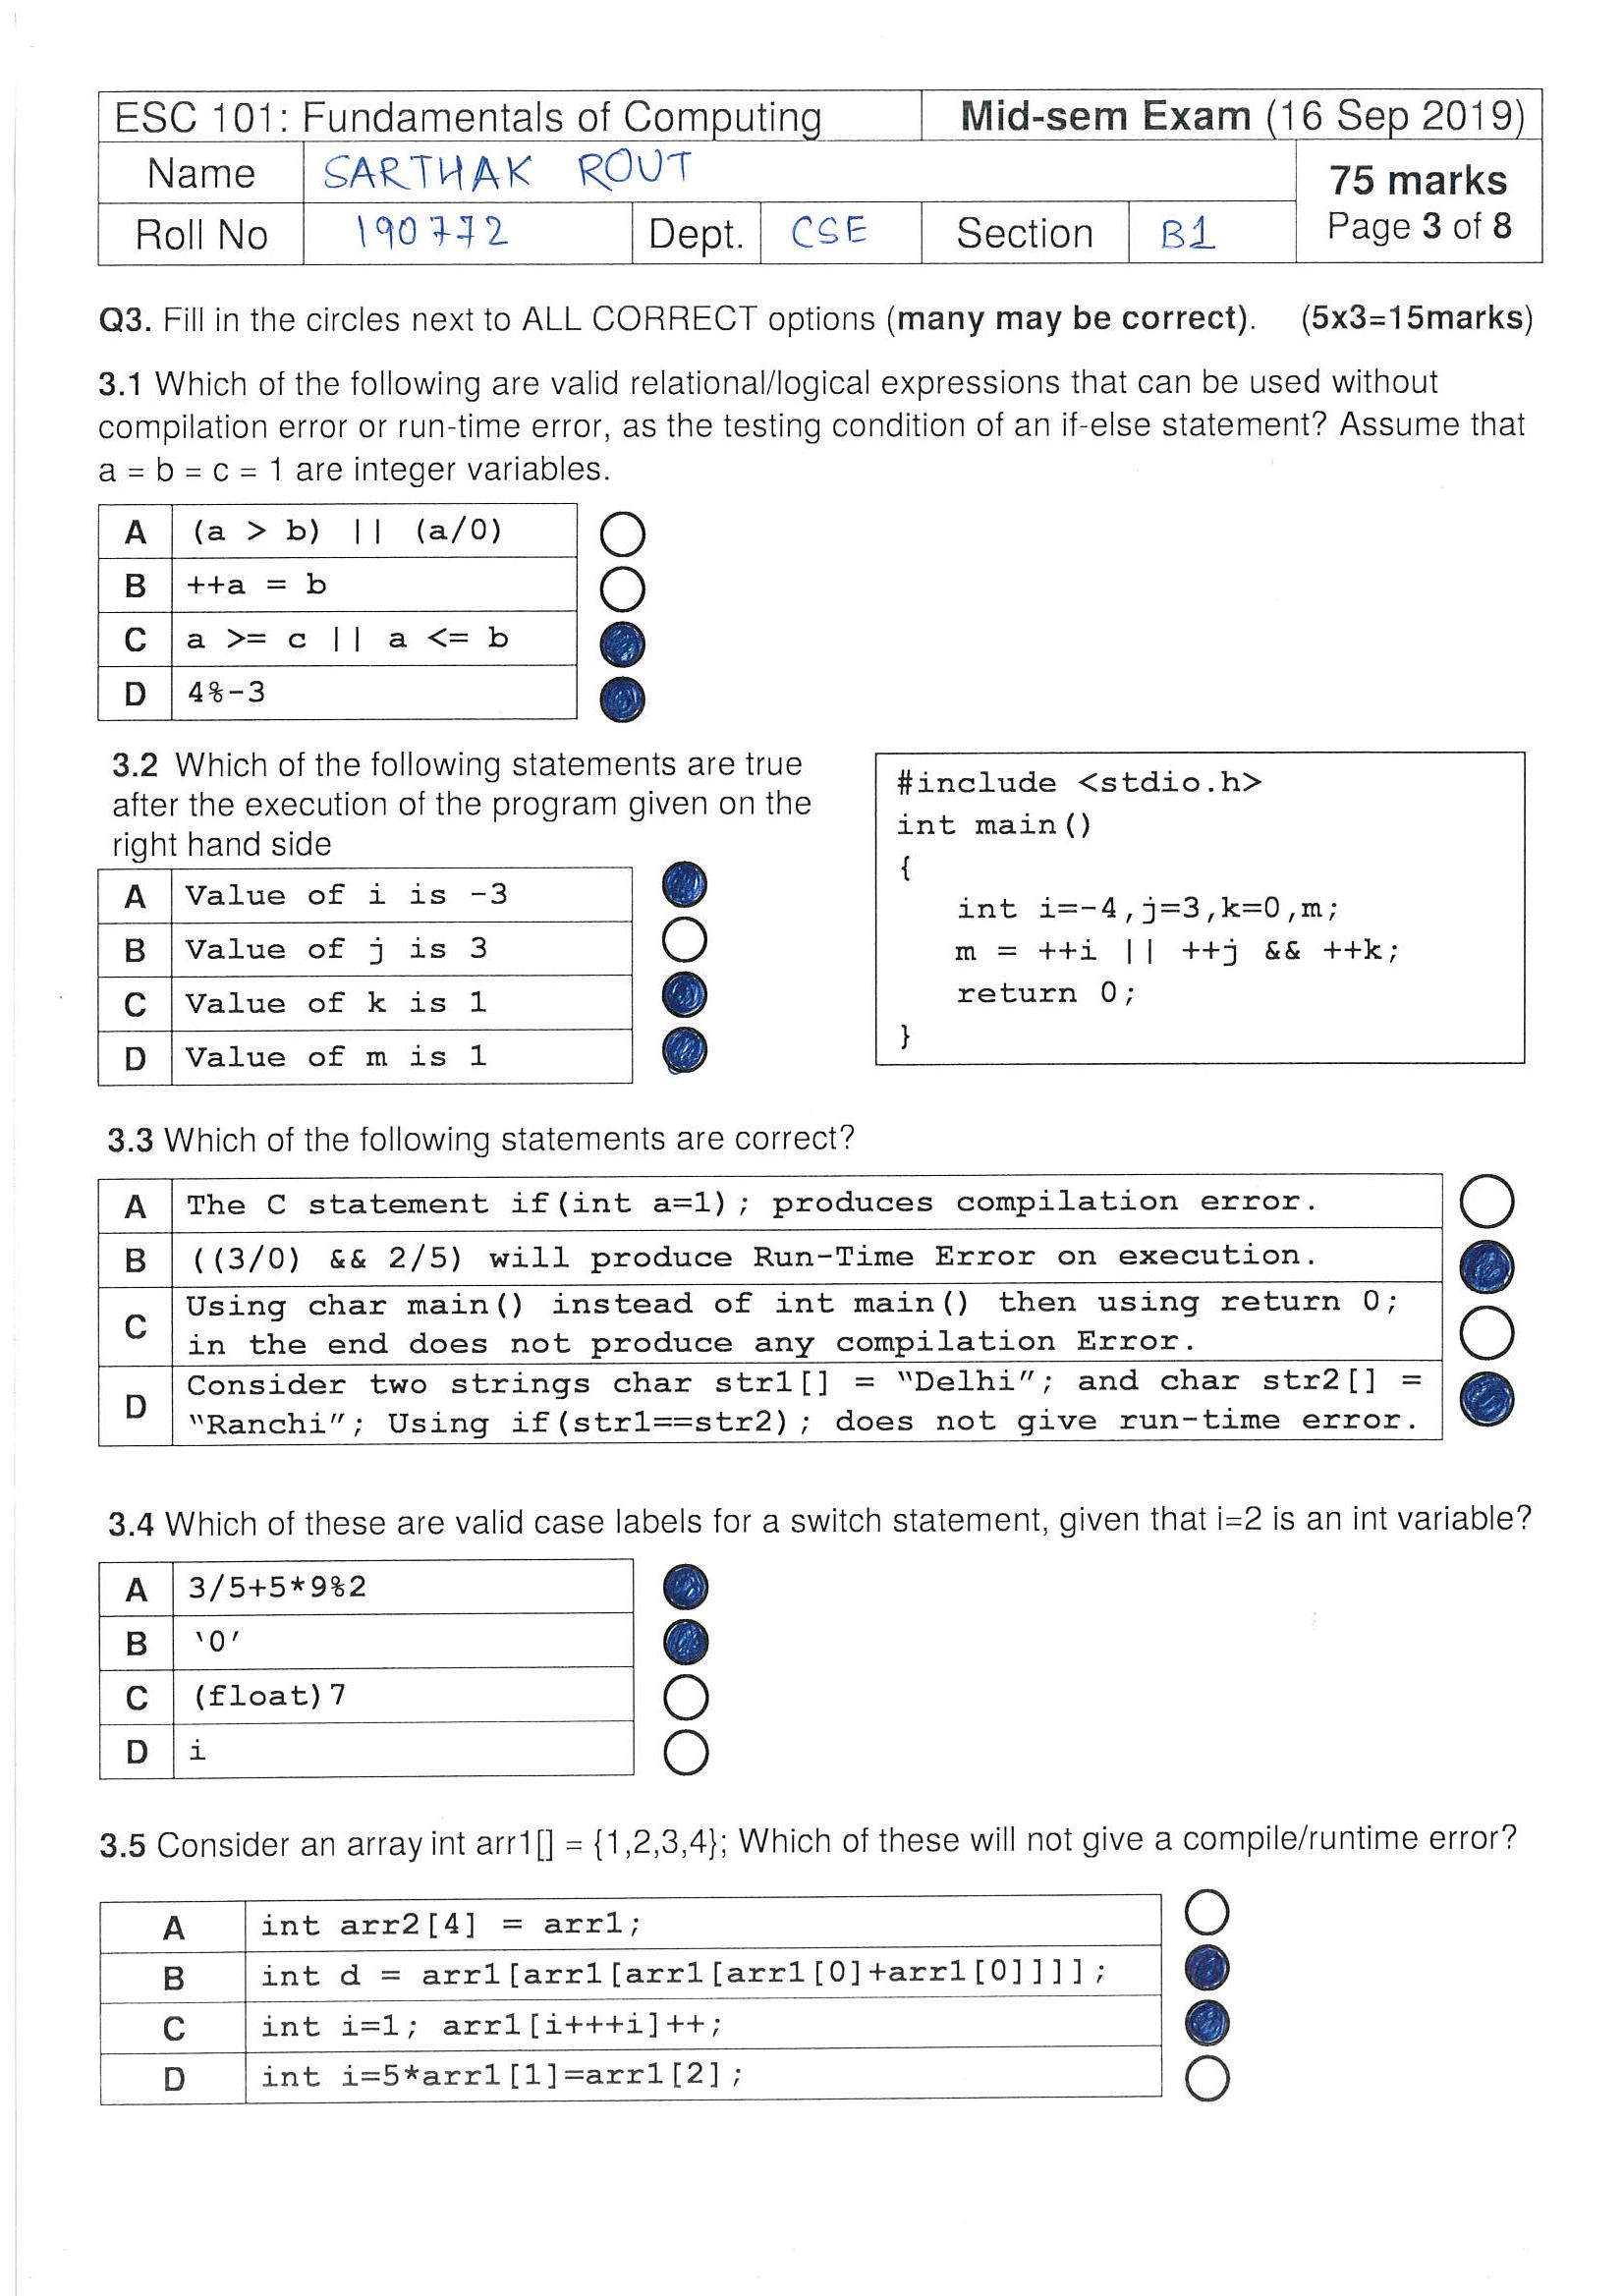 ESC 101: Fundamentals of Computing Mid-sem Exam (16 Sep 2019)
Name SARTHAK ROUT 75 marks
Roll No 190772 Dept. CSE Section B1 Page 3 of 8
Q3. Fill in the circles next to ALL CORRECT options (many may be correct). (5x3=15marks)
3.1 Which of the following are valid relational/logical expressions that can be used without
compilation error or run-time error, as the testing condition of an if-else statement? Assume that
a = b = c = 1 are integer variables.
A (a > b) || (a/0)
B ++a = b
C a >= c || a <= b
D 4%-3
3.2 Which of the following statements are true
after the execution of the program given on the
right hand side
A Value of i is -3
B Value of j is 3
C Value of k is 1
D Value of m is 1
#include <stdio.h>
int main()
{
int i=-4,j=3,k=0,m;
m = ++i || ++j && ++k;
return 0;
}
3.3 Which of the following statements are correct?
A The C statement if(int a=1); produces compilation error.
B ((3/0) && 2/5) will produce Run-Time Error on execution.
C Using char main() instead of int main() then using return 0;
in the end does not produce any compilation Error.
D Consider two strings char str1[] = “Delhi”; and char str2[] =
“Ranchi”; Using if(str1==str2); does not give run-time error.
3.4 Which of these are valid case labels for a switch statement, given that i=2 is an int variable?
A 3/5+5*9%2
B ‘0’
C (float)7
D i
3.5 Consider an array int arr1[] = {1,2,3,4}; Which of these will not give a compile/runtime error?
A int arr2[4] = arr1;
B int d = arr1[arr1[arr1[arr1[0]+arr1[0]]]];
C int i=1; arr1[i+++i]++;
D int i=5*arr1[1]=arr1[2];